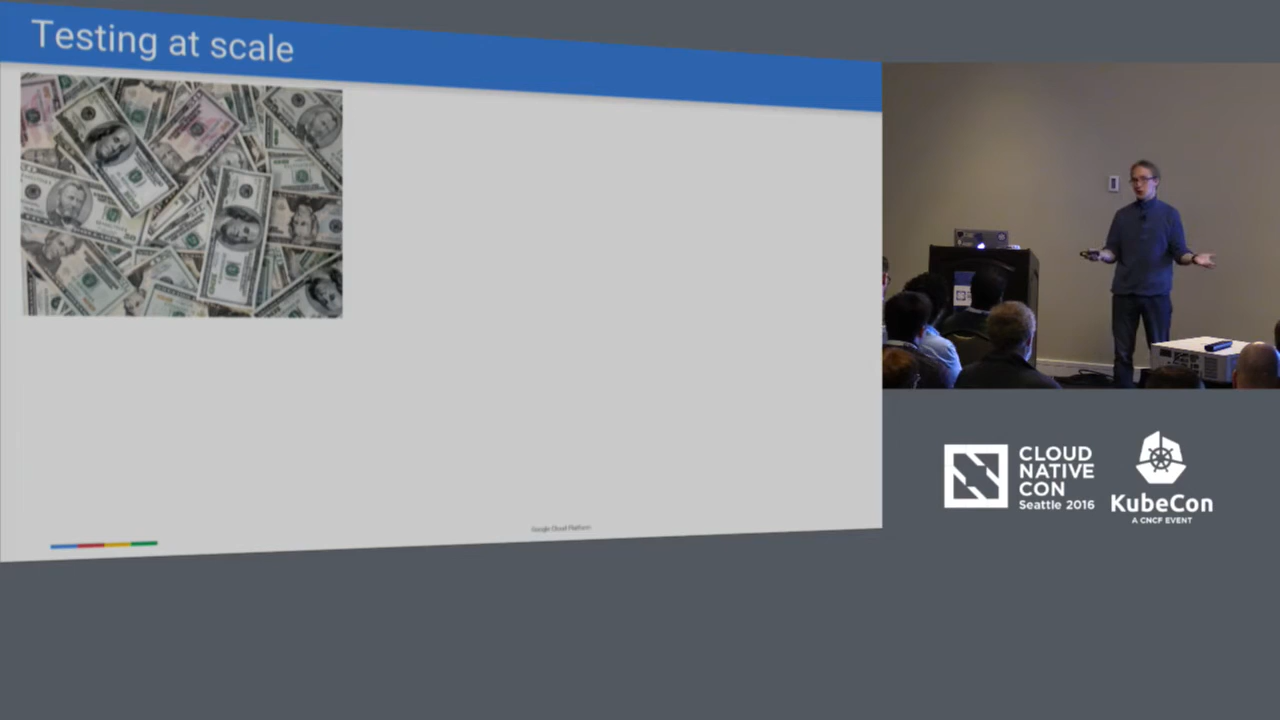 Testing at scale
Google Cloud Platform
CLOUD
NATIVE
CON
Seattle 2016
KubeCon
A CNCF EVENT